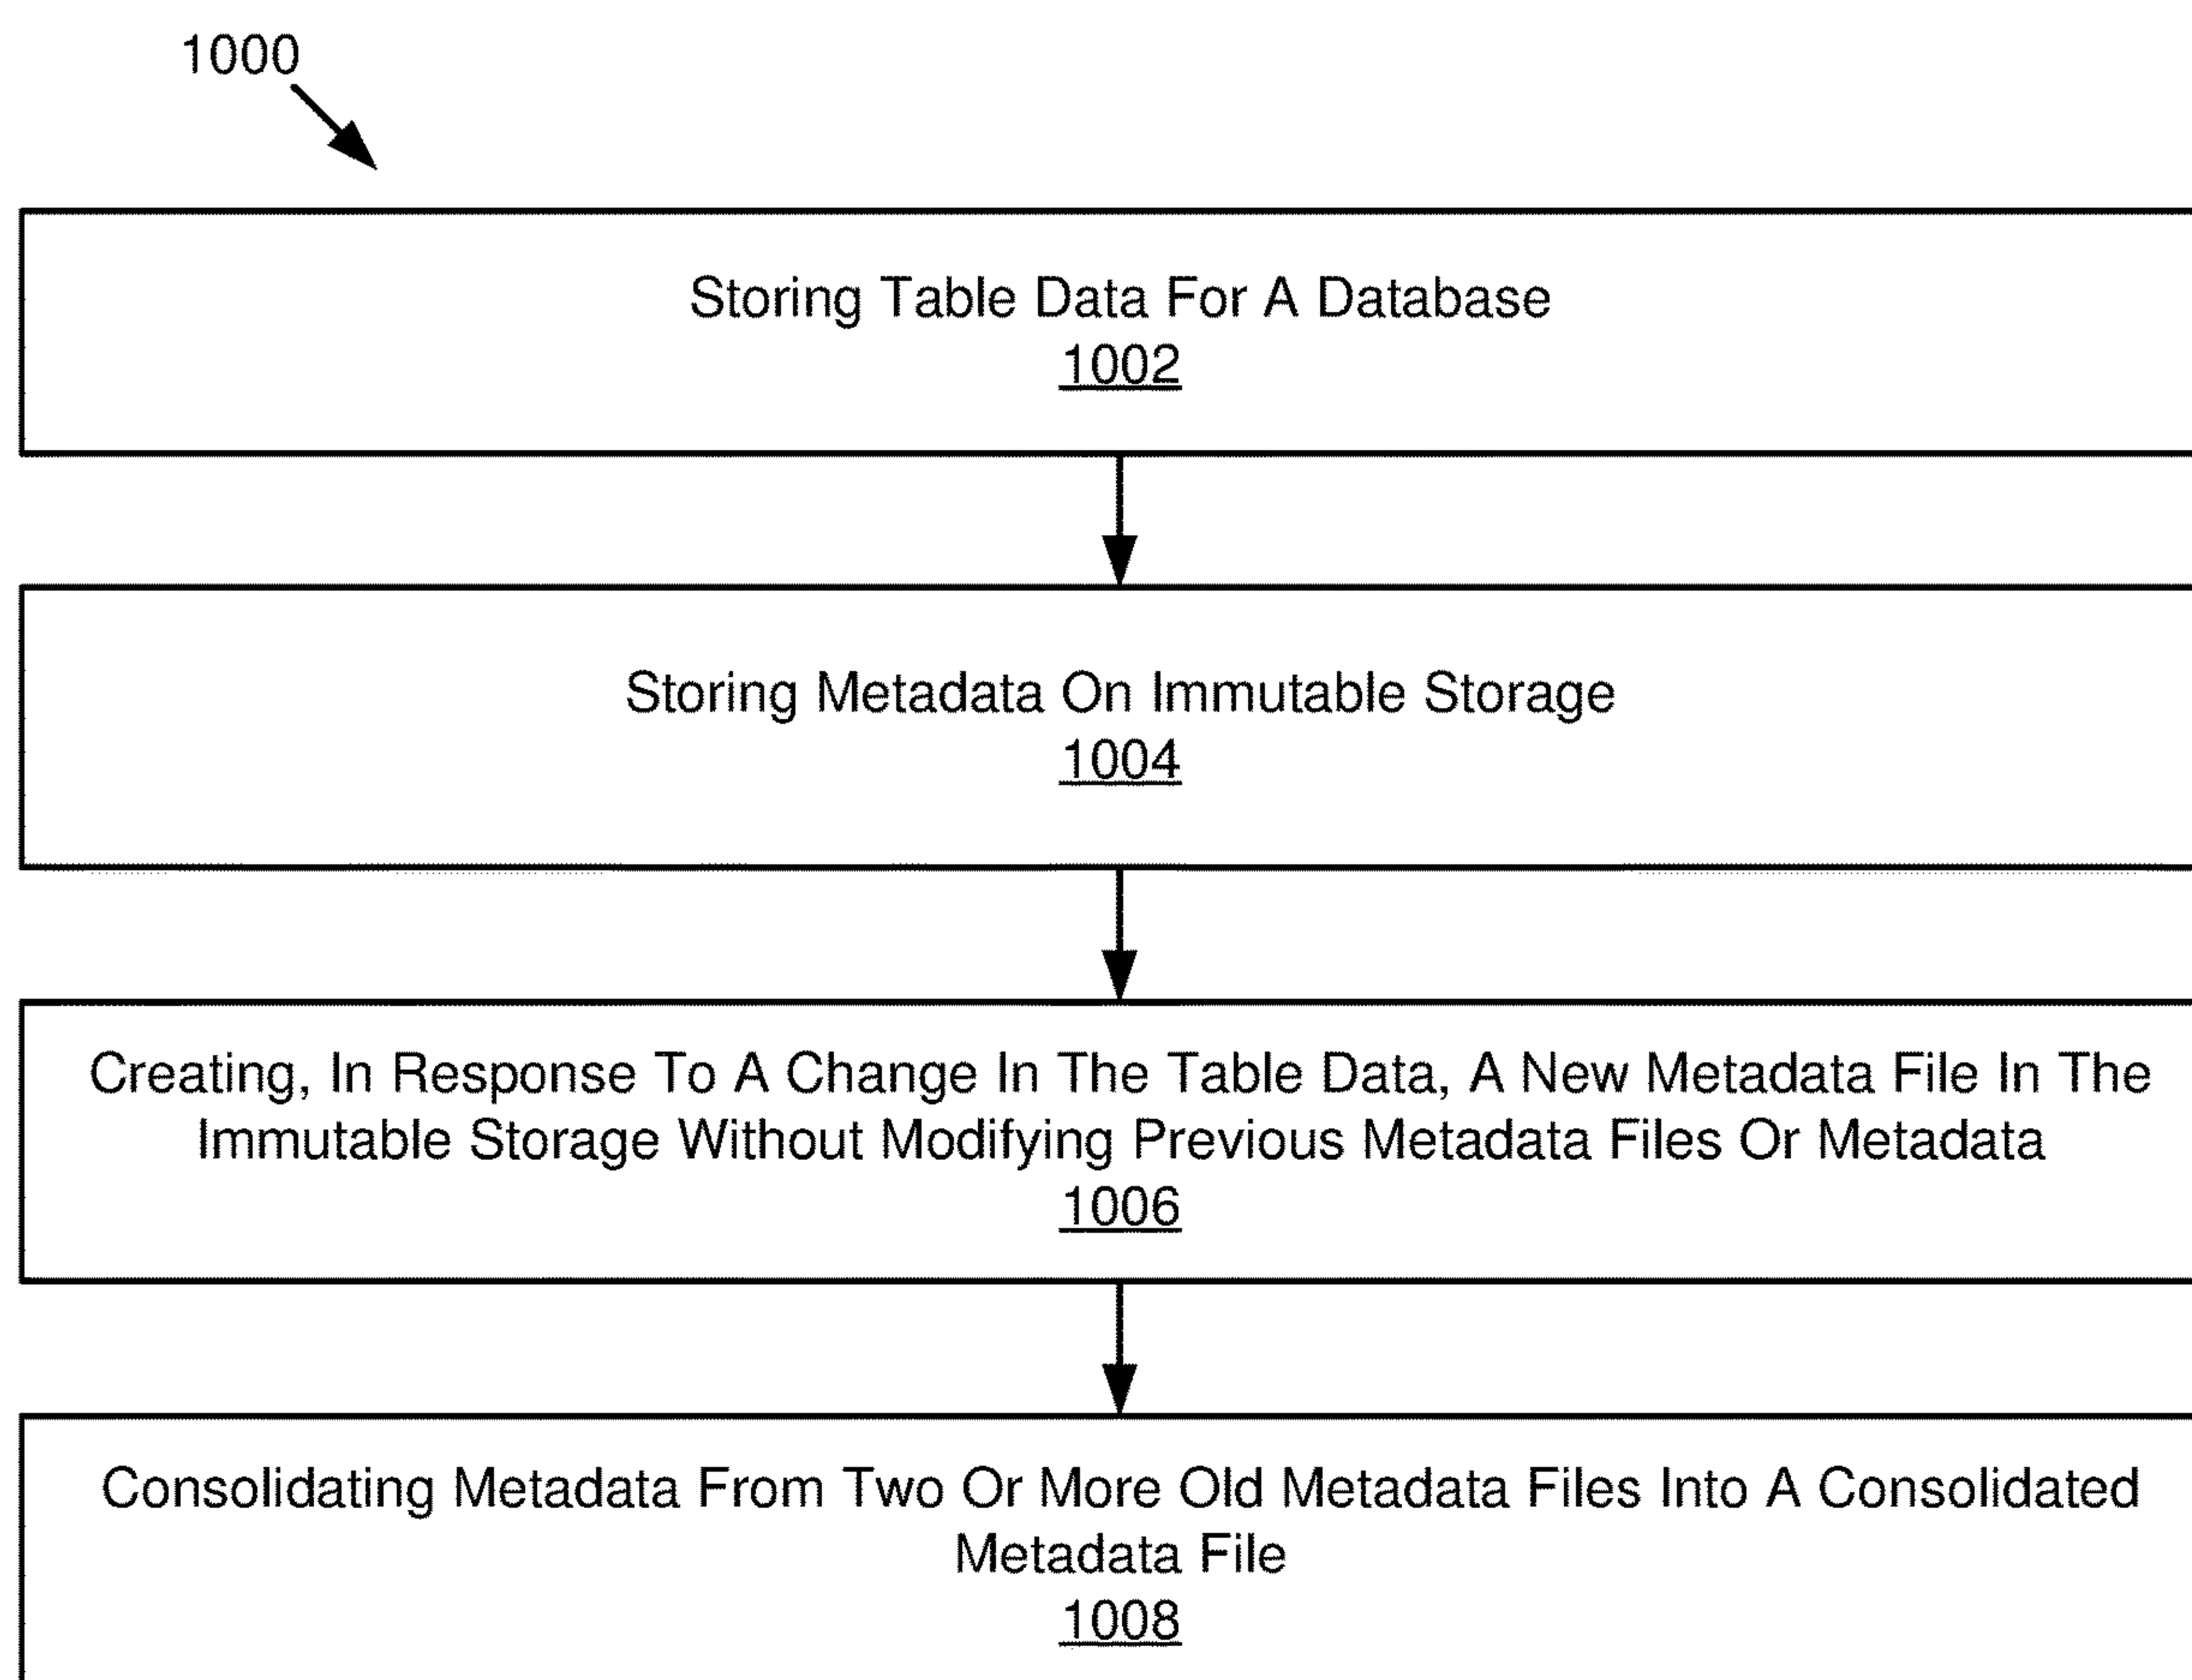 1000
Storing Table Data For A Database
1002
Storing Metadata On Immutable Storage
1004
Creating, In Response To A Change In The Table Data, A New Metadata File In The
Immutable Storage Without Modifying Previous Metadata Files Or Metadata
1006
Consolidating Metadata From Two Or More Old Metadata Files Into A Consolidated
Metadata File
1008